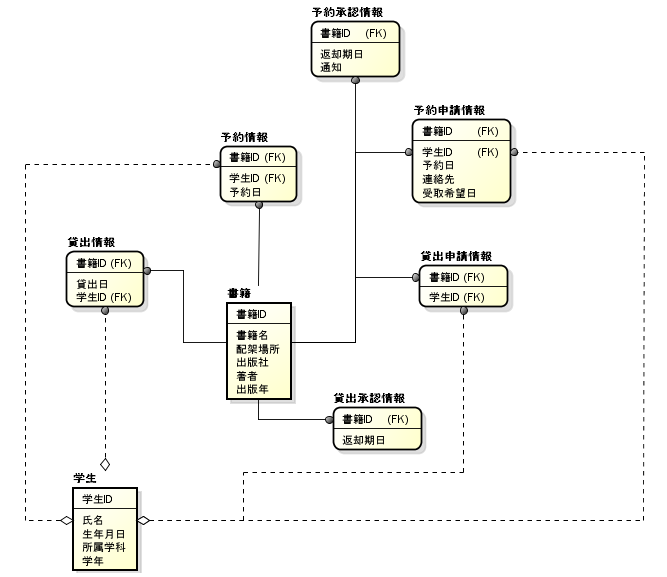 予約承認情報
書籍ID (FK)
返却期日
通知
予約申請情報
書籍ID (FK)
学生ID (FK)
予約日
連絡先
受取希望日
予約情報
書籍ID (FK)
学生ID (FK)
予約日
貸出情報
書籍ID (FK)
貸出日
学生ID (FK)
貸出申請情報
書籍ID (FK)
学生ID (FK)
書籍
書籍ID
書籍名
配架場所
出版社
著者
出版年
貸出承認情報
書籍ID (FK)
返却期日
学生
学生ID
氏名
生年月日
所属学科
学年